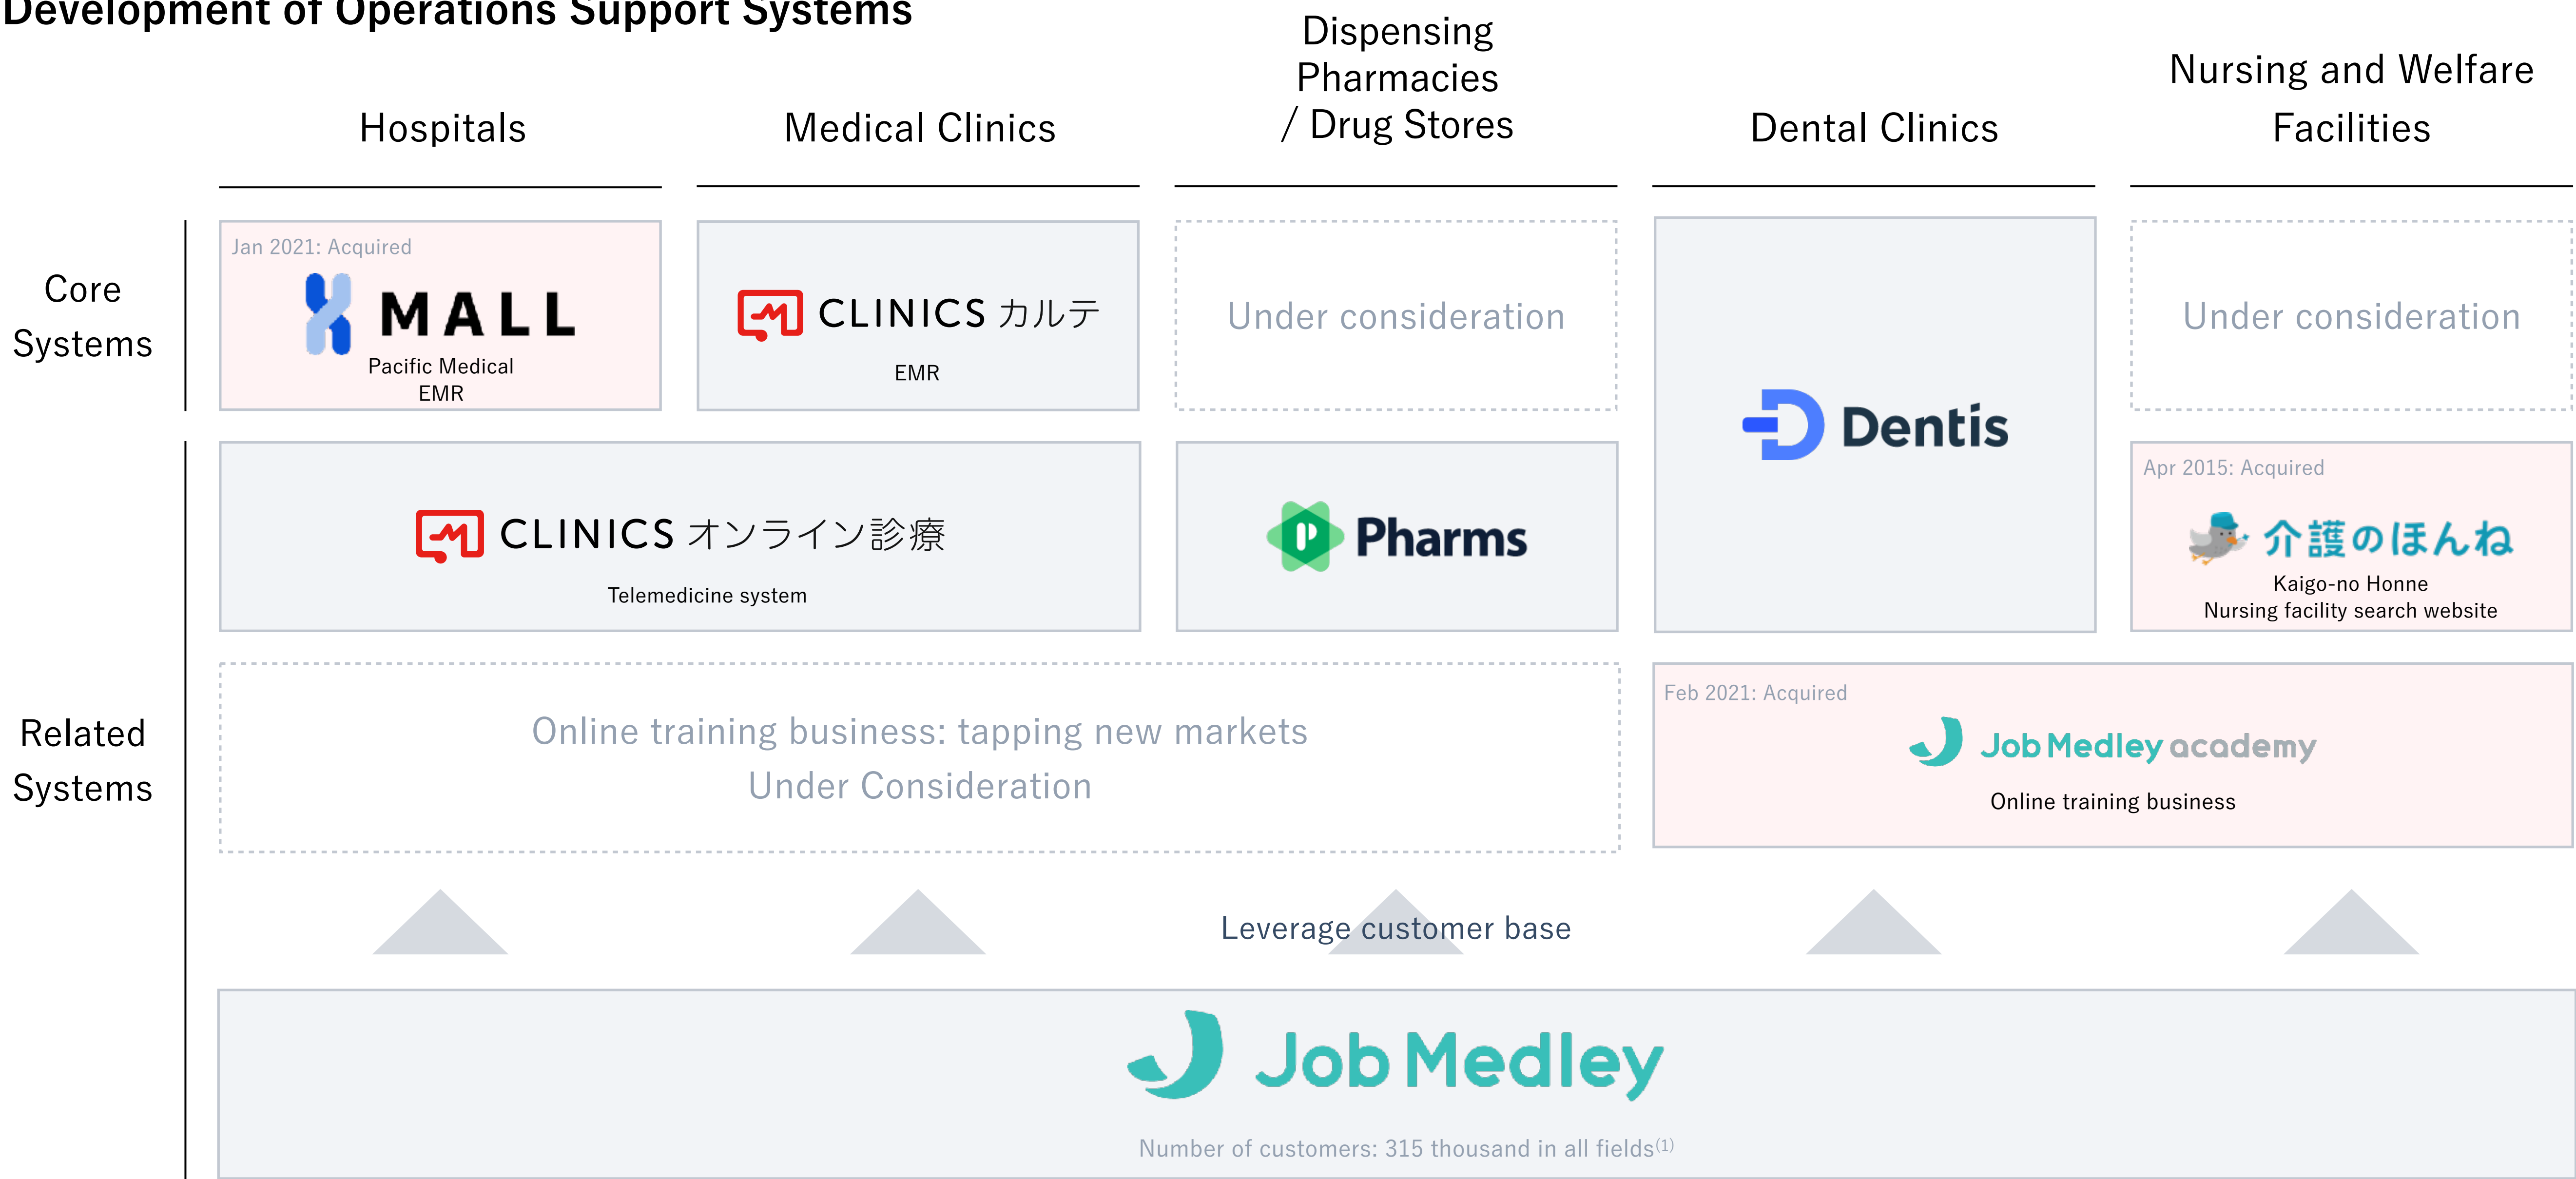 Development of Operations Support Systems
Hospitals
Medical Clinics
Dispensing
Pharmacies
/ Drug Stores
Dental Clinics
Nursing and Welfare
Facilities
Core
Systems
Jan 2021: Acquired
MALL
Pacific Medical
EMR
CLINICS カルテ
EMR
Under consideration
Dentis
Under consideration
Related
Systems
CLINICS オンライン診療
Telemedicine system
Pharms
Apr 2015: Acquired
介護のほんね
Kaigo-no Honne
Nursing facility search website
Online training business: tapping new markets
Under Consideration
Feb 2021: Acquired
Job Medley academy
Online training business
Leverage customer base
Job Medley
Number of customers: 315 thousand in all fields(1)